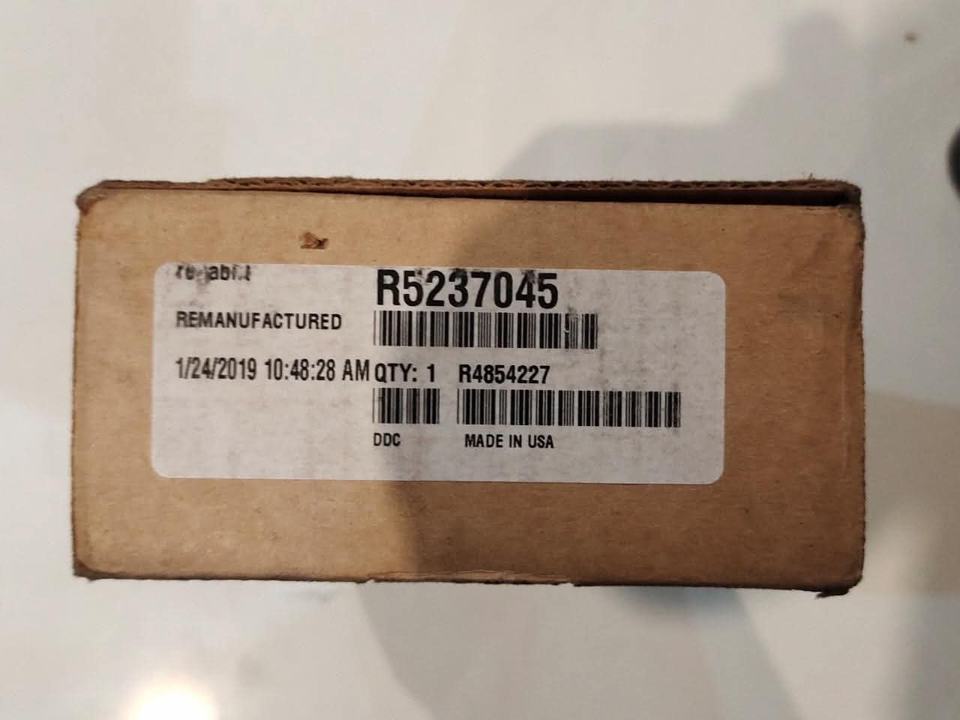 R5237045
REMANUFACTURED
1/24/2019 10:48:28 AM QTY: 1 R4854227
DDC MADE IN USA